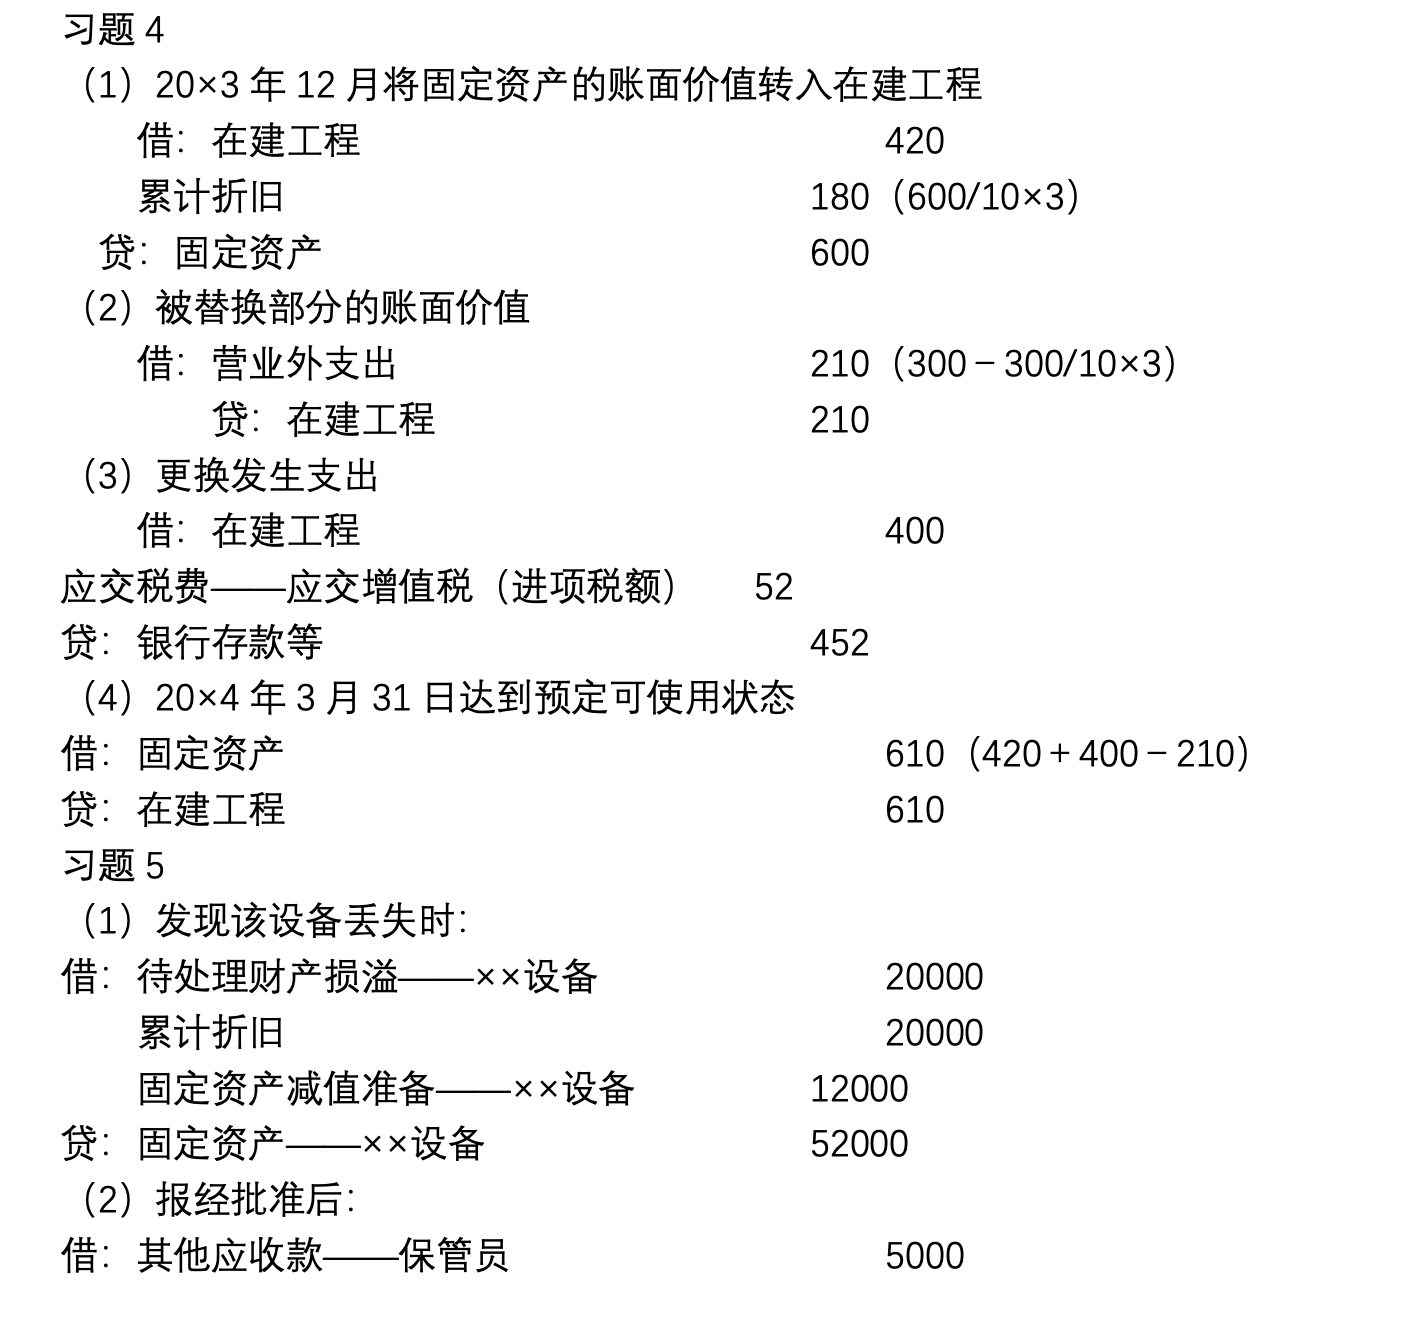 习题 4
（1）20×3 年 12 月将固定资产的账面价值转入在建工程
借：在建工程 420
累计折旧 180（600/10×3）
贷：固定资产 600
（2）被替换部分的账面价值
借：营业外支出 210（300－300/10×3）
贷：在建工程 210
（3）更换发生支出
借：在建工程 400
应交税费——应交增值税（进项税额） 52
贷：银行存款等 452
（4）20×4 年 3 月 31 日达到预定可使用状态
借：固定资产 610（420＋400－210）
贷：在建工程 610
习题 5
（1）发现该设备丢失时：
借：待处理财产损溢——××设备 20000
累计折旧 20000
固定资产减值准备——××设备 12000
贷：固定资产——××设备 52000
（2）报经批准后：
借：其他应收款——保管员 5000